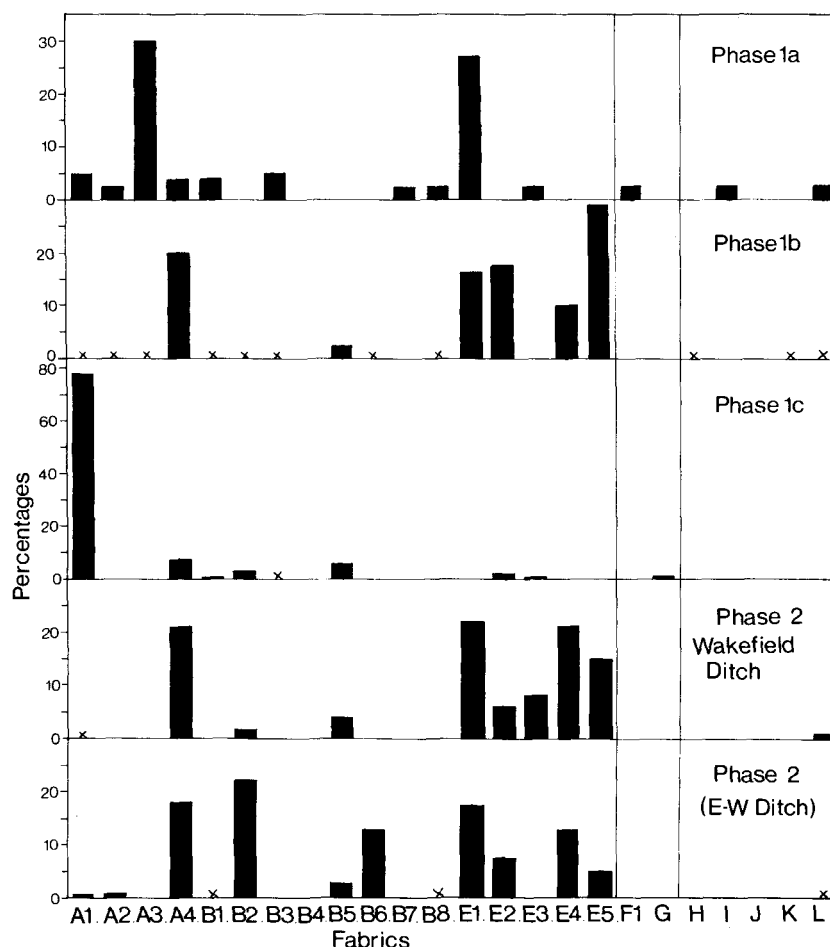 Phase 1a
30
20
10
0
Phase 1b
20
10
0
Phase 1c
80
60
40
20
0
Percentages
Phase 2
Wakefield
Ditch
20
10
0
Phase 2
(E-W Ditch)
20
10
0
A1 A2 A3 A4 B1 B2 B3 B4 B5 B6 B7 B8 E1 E2 E3 E4 E5 F1 G H I J K L
Fabrics